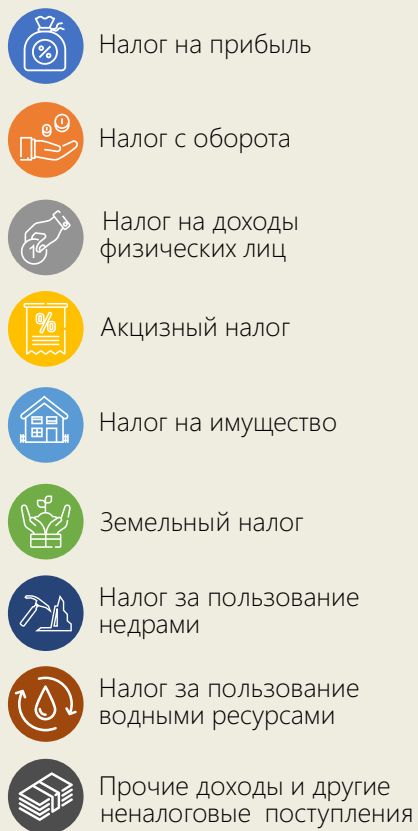 Налог на прибыль
Налог с оборота
Налог на доходы
физических лиц
Акцизный налог
Налог на имущество
Земельный налог
Налог за пользование
недрами
Налог за пользование
водными ресурсами
Прочие доходы и другие
неналоговые поступления